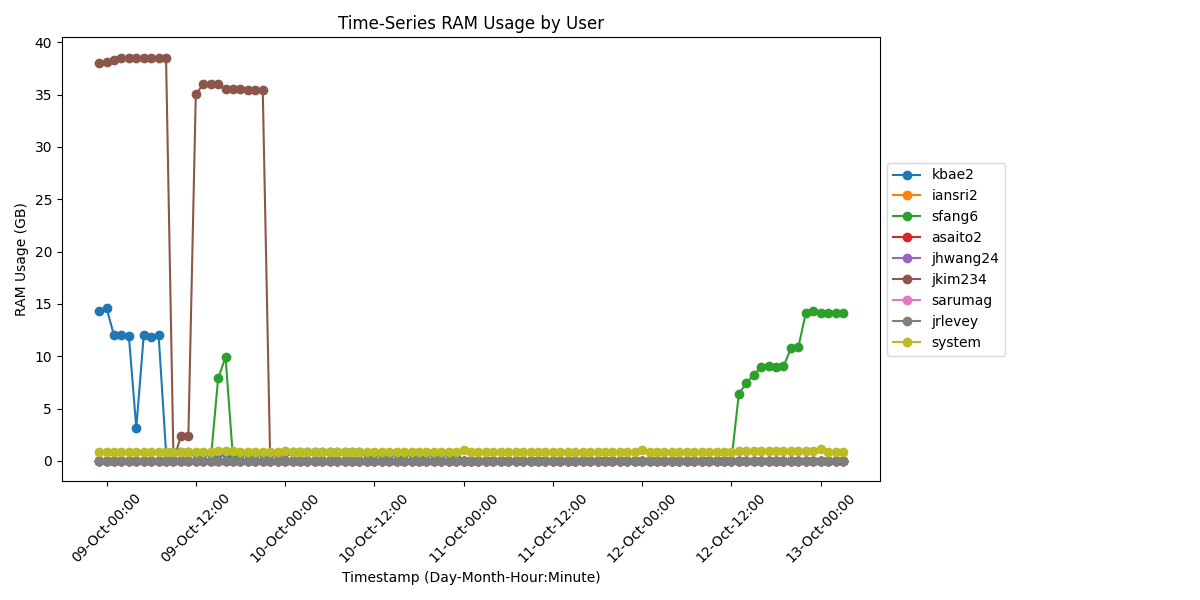 Time-Series RAM Usage by User
RAM Usage (GB)
40
35
30
25
20
15
10
5
0
09-Oct-00:00
09-Oct-12:00
10-Oct-00:00
10-Oct-12:00
11-Oct-00:00
11-Oct-12:00
12-Oct-00:00
12-Oct-12:00
13-Oct-00:00
Timestamp (Day-Month-Hour:Minute)
kbae2
iansri2
sfang6
asaito2
jhwang24
jkim234
sarumag
jrlevey
system